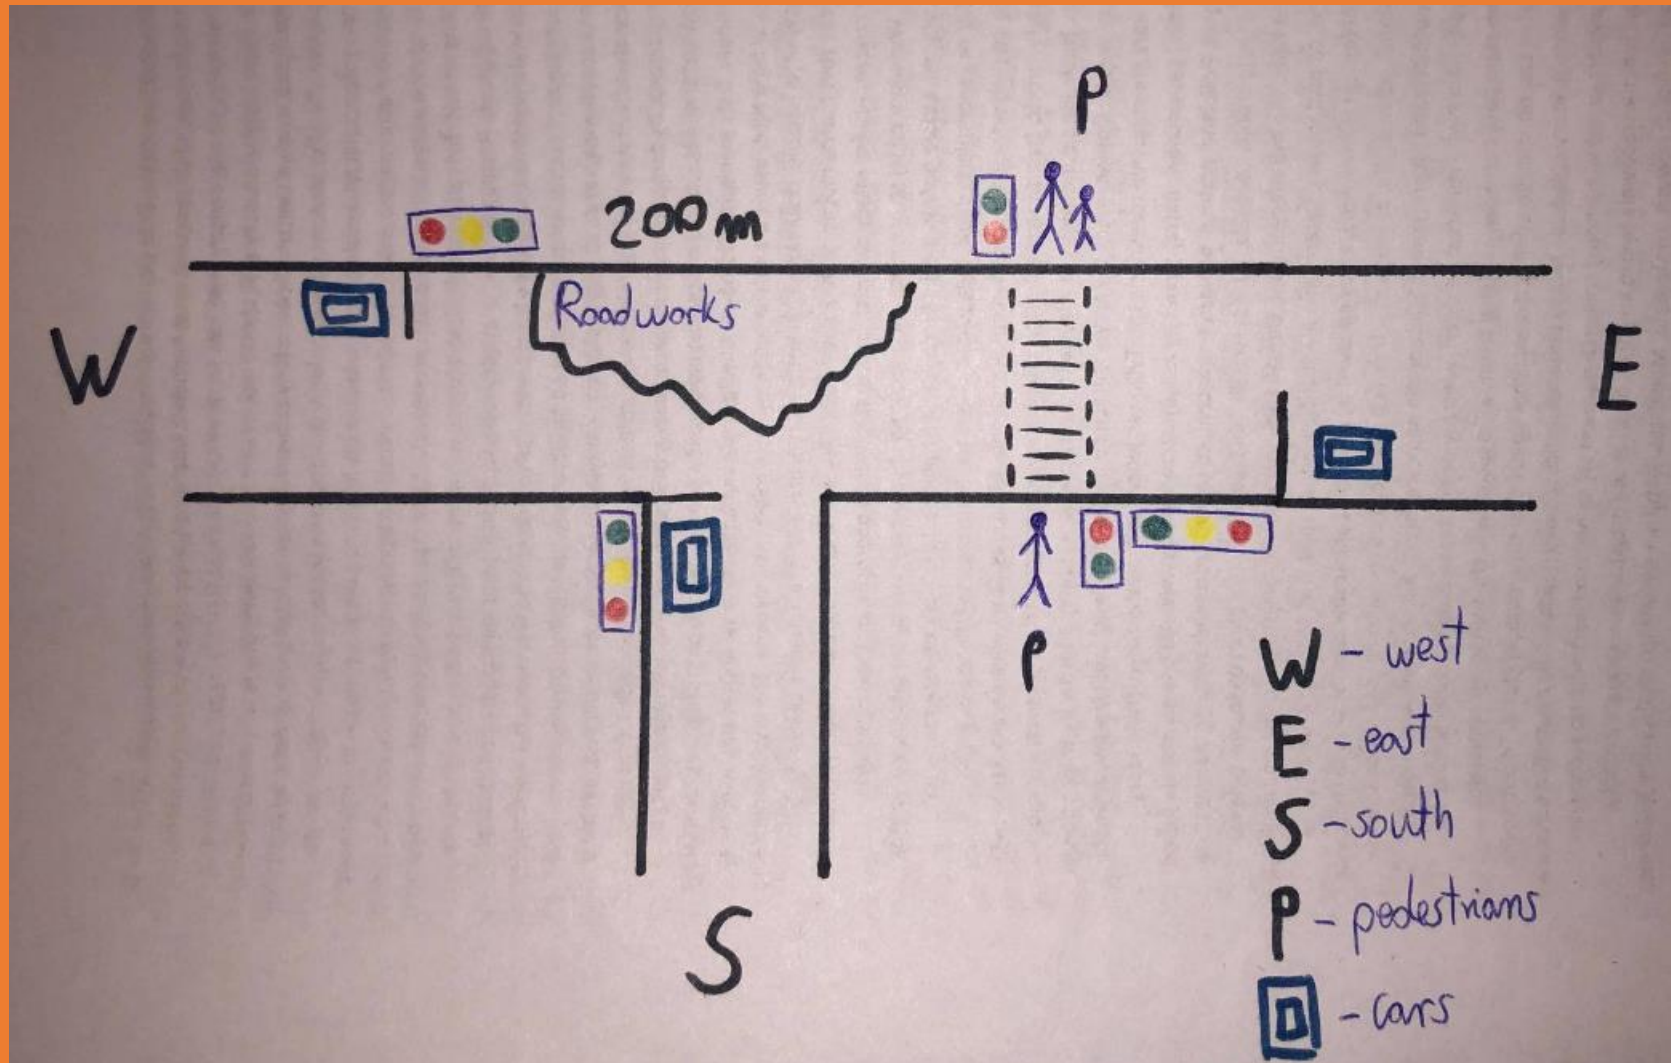 P
200m
Roadworks
W
E
P
S
W - west
E - east
S - south
P - pedestrians
- cars